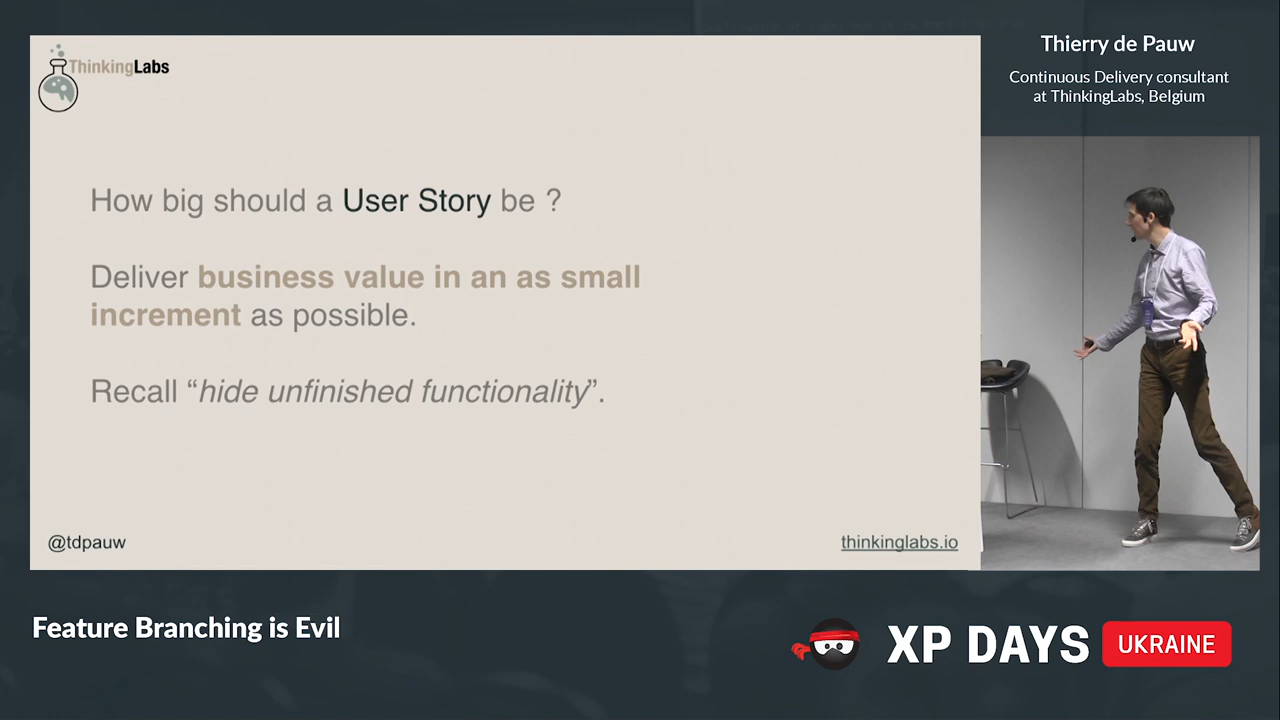 ThinkingLabs
How big should a User Story be ?
Deliver business value in an as small
increment as possible.
Recall “hide unfinished functionality”.
@tdpauw
thinkinglabs.io
Thierry de Pauw
Continuous Delivery consultant
at ThinkingLabs, Belgium
Feature Branching is Evil
XP DAYS UKRAINE